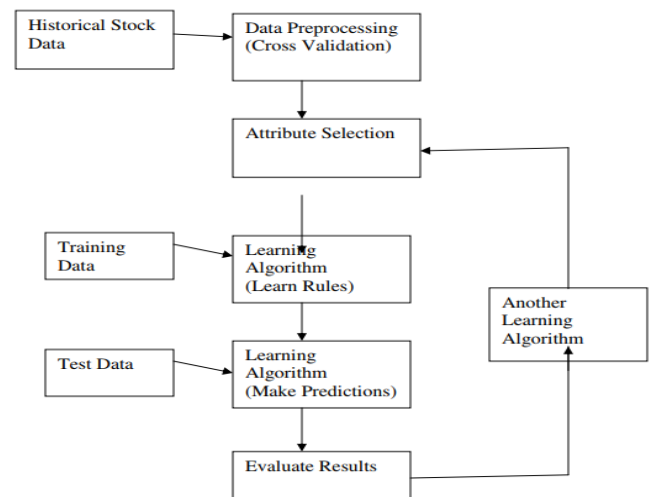 Historical Stock
Data
Data Preprocessing
(Cross Validation)
Attribute Selection
Training
Data
Learning
Algorithm
(Learn Rules)
Another
Learning
Algorithm
Test Data
Learning
Algorithm
(Make Predictions)
Evaluate Results